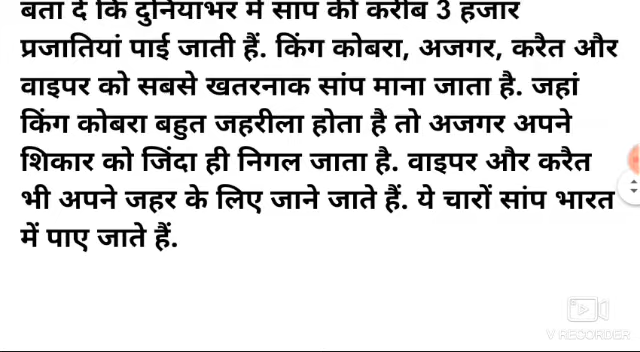 बता दें कि दुनियाभर में सांप की करीब 3 हजार
प्रजातियां पाई जाती हैं. किंग कोबरा, अजगर, करैत और
वाइपर को सबसे खतरनाक सांप माना जाता है. जहां
किंग कोबरा बहुत जहरीला होता है तो अजगर अपने
शिकार को जिंदा ही निगल जाता है. वाइपर और करैत
भी अपने जहर के लिए जाने जाते हैं. ये चारों सांप भारत
में पाए जाते हैं.
V RECORDER